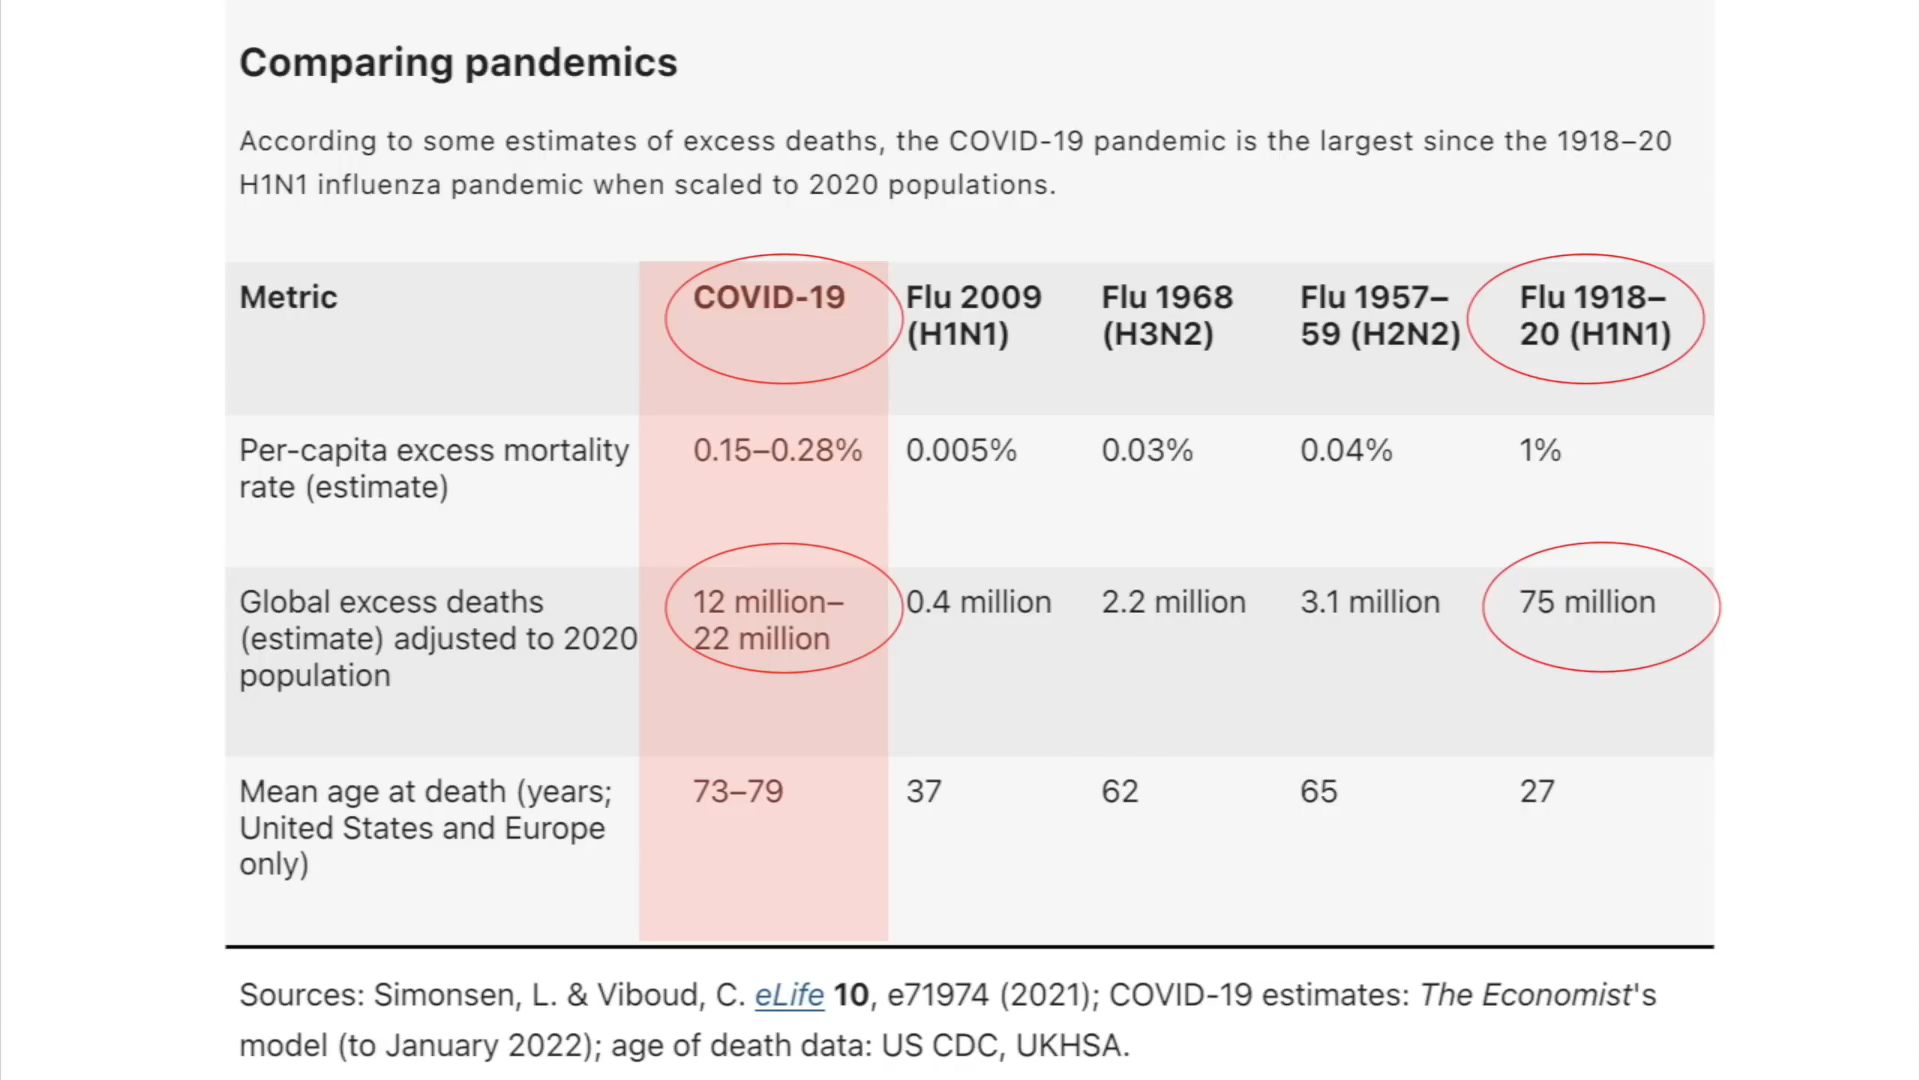 Comparing pandemics
According to some estimates of excess deaths, the COVID-19 pandemic is the largest since the 1918–20
H1N1 influenza pandemic when scaled to 2020 populations.
Metric COVID-19 Flu 2009 (H1N1) Flu 1968 (H3N2) Flu 1957–59 (H2N2) Flu 1918–20 (H1N1)
Per-capita excess mortality rate (estimate) 0.15–0.28% 0.005% 0.03% 0.04% 1%
Global excess deaths (estimate) adjusted to 2020 population 12 million–22 million 0.4 million 2.2 million 3.1 million 75 million
Mean age at death (years; United States and Europe only) 73–79 37 62 65 27
Sources: Simonsen, L. & Viboud, C. eLife 10, e71974 (2021); COVID-19 estimates: The Economist's
model (to January 2022); age of death data: US CDC, UKHSA.